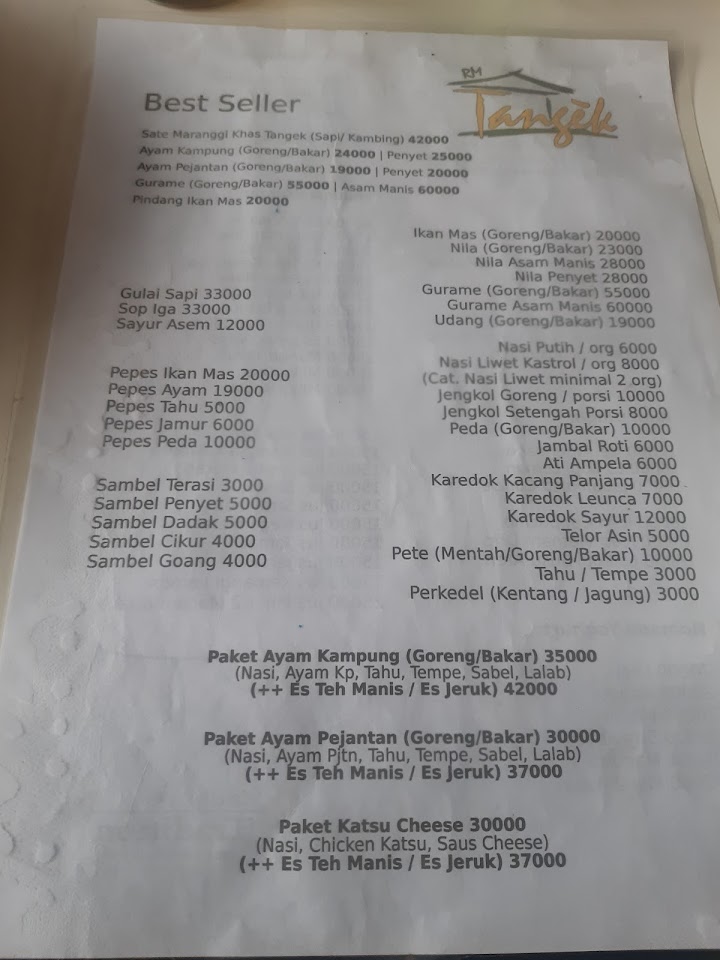 RM
Tangēk
Best Seller
Sate Maranggi Khas Tangek (Sapi/ Kambing) 42000
Ayam Kampung (Goreng/Bakar) 24000 | Penyet 25000
Ayam Pejantan (Goreng/Bakar) 19000 | Penyet 20000
Gurame (Goreng/Bakar) 55000 | Asam Manis 60000
Pindang Ikan Mas 20000
Gulai Sapi 33000
Sop Iga 33000
Sayur Asem 12000
Pepes Ikan Mas 20000
Pepes Ayam 19000
Pepes Tahu 5000
Pepes Jamur 6000
Pepes Peda 10000
Sambel Terasi 3000
Sambel Penyet 5000
Sambel Dadak 5000
Sambel Cikur 4000
Sambel Goang 4000
Ikan Mas (Goreng/Bakar) 20000
Nila (Goreng/Bakar) 23000
Nila Asam Manis 28000
Nila Penyet 28000
Gurame (Goreng/Bakar) 55000
Gurame Asam Manis 60000
Udang (Goreng/Bakar) 19000
Nasi Putih / org 6000
Nasi Liwet Kastrol / org 8000
(Cat. Nasi Liwet minimal 2 org)
Jengkol Goreng / porsi 10000
Jengkol Setengah Porsi 8000
Peda (Goreng/Bakar) 10000
Jambal Roti 6000
Ati Ampela 6000
Karedok Kacang Panjang 7000
Karedok Leunca 7000
Karedok Sayur 12000
Telor Asin 5000
Pete (Mentah/Goreng/Bakar) 10000
Tahu / Tempe 3000
Perkedel (Kentang / Jagung) 3000
Paket Ayam Kampung (Goreng/Bakar) 35000
(Nasi, Ayam Kp, Tahu, Tempe, Sabel, Lalab)
(++ Es Teh Manis / Es Jeruk) 42000
Paket Ayam Pejantan (Goreng/Bakar) 30000
(Nasi, Ayam Pjtn, Tahu, Tempe, Sabel, Lalab)
(++ Es Teh Manis / Es Jeruk) 37000
Paket Katsu Cheese 30000
(Nasi, Chicken Katsu, Saus Cheese)
(++ Es Teh Manis / Es Jeruk) 37000